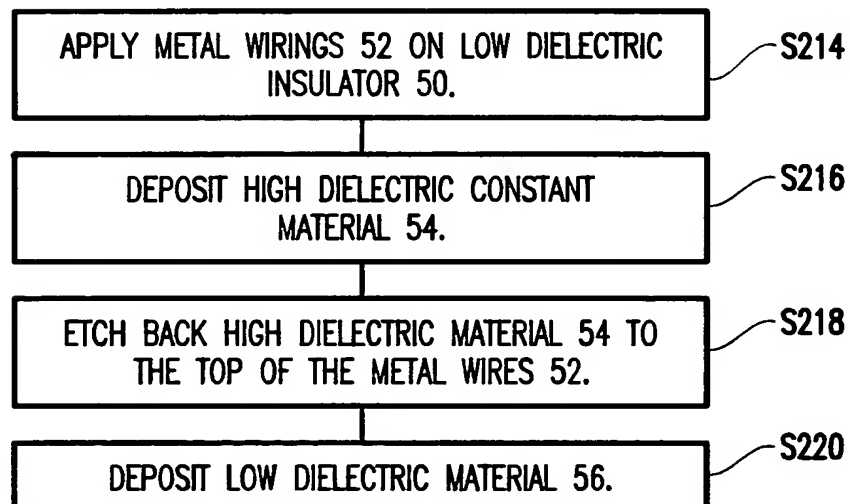 APPLY METAL WIRINGS 52 ON LOW DIELECTRIC
INSULATOR 50.
S214
DEPOSIT HIGH DIELECTRIC CONSTANT
MATERIAL 54.
S216
ETCH BACK HIGH DIELECTRIC MATERIAL 54 TO
THE TOP OF THE METAL WIRES 52.
S218
DEPOSIT LOW DIELECTRIC MATERIAL 56.
S220